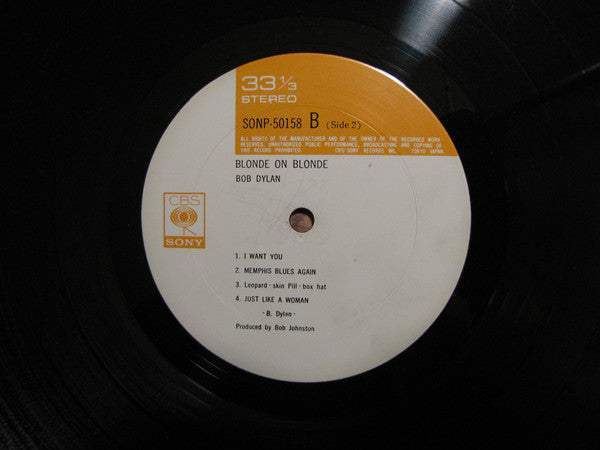 33 1/3
STEREO
SONP-50158 B (Side 2)
ALL RIGHTS OF THE MANUFACTURER AND OF THE OWNER OF THE RECORDED WORK
RESERVED. UNAUTHORIZED PUBLIC PERFORMANCE, BROADCASTING AND COPYING OF
THIS RECORD PROHIBITED. CBS/SONY RECORDS INC. TOKYO JAPAN.
BLONDE ON BLONDE
BOB DYLAN
CBS
SONY
1. I WANT YOU
2. MEMPHIS BLUES AGAIN
3. Leopard・skin Pill・box hat
4. JUST LIKE A WOMAN
・B. Dylan・
Produced by Bob Johnston